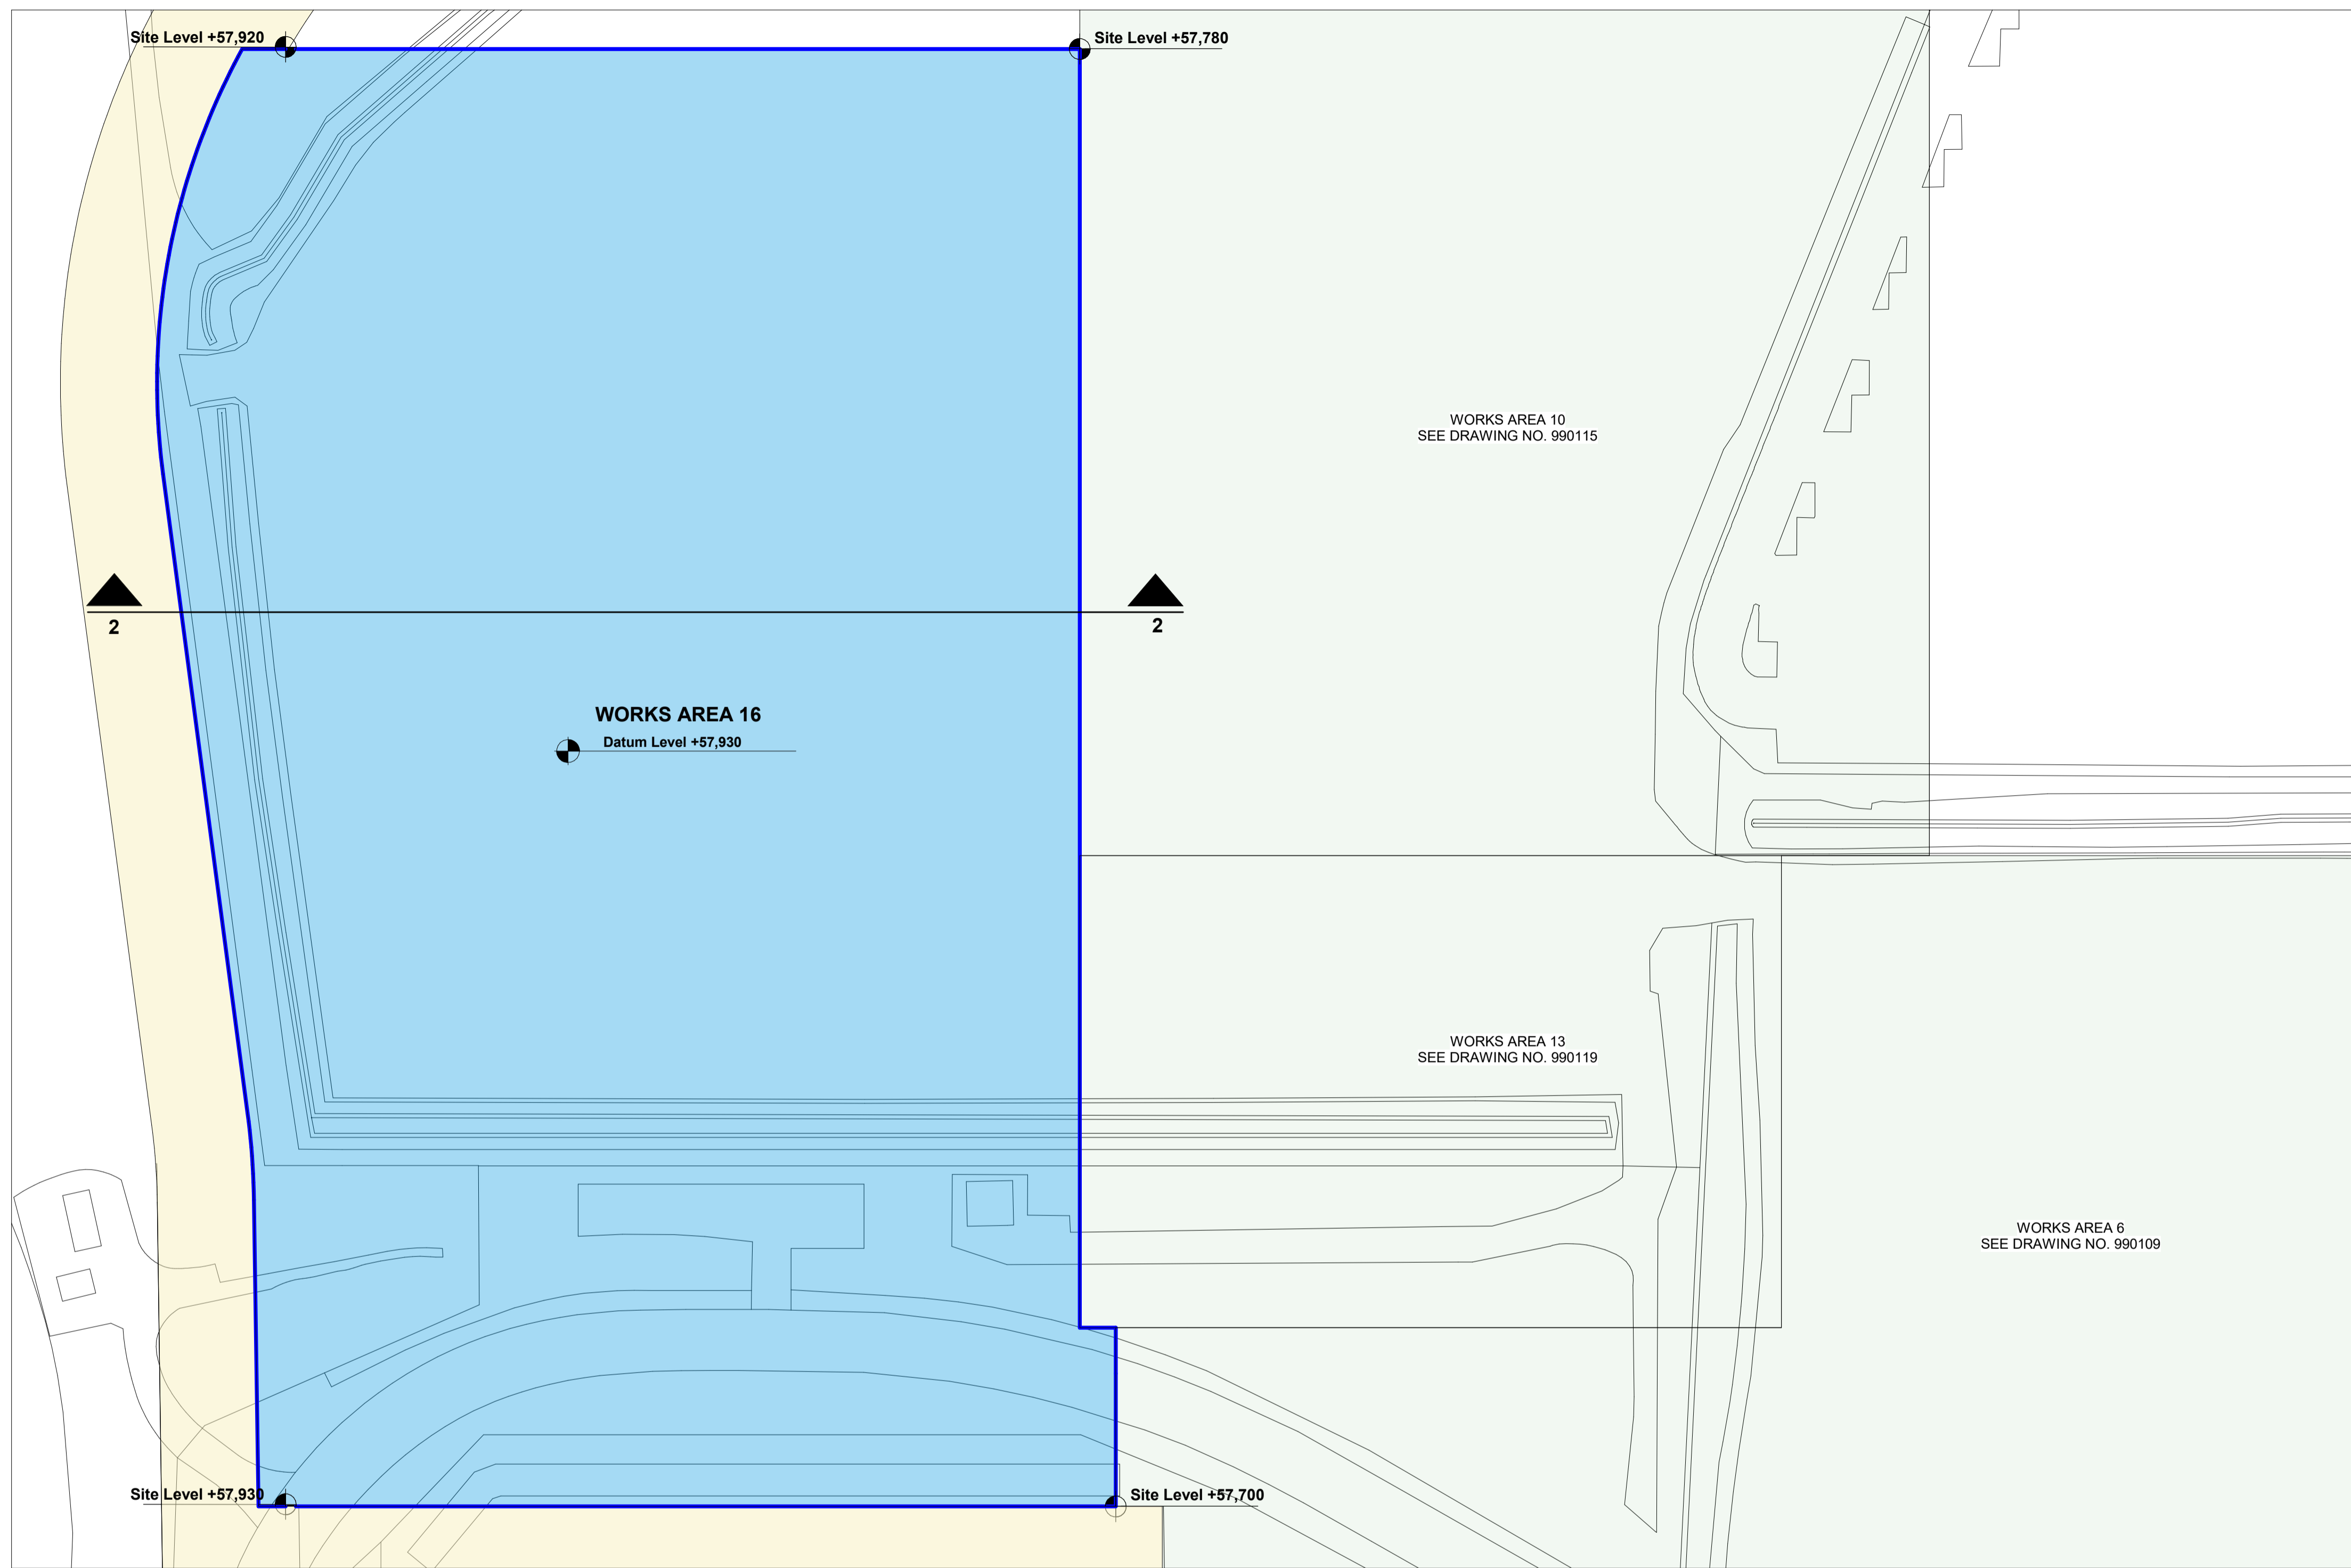 Site Level +57,920
Site Level +57,780
WORKS AREA 10
SEE DRAWING NO. 990115
2
2
WORKS AREA 16
Datum Level +57,930
WORKS AREA 13
SEE DRAWING NO. 990119
WORKS AREA 6
SEE DRAWING NO. 990109
Site Level +57,930
Site Level +57,700